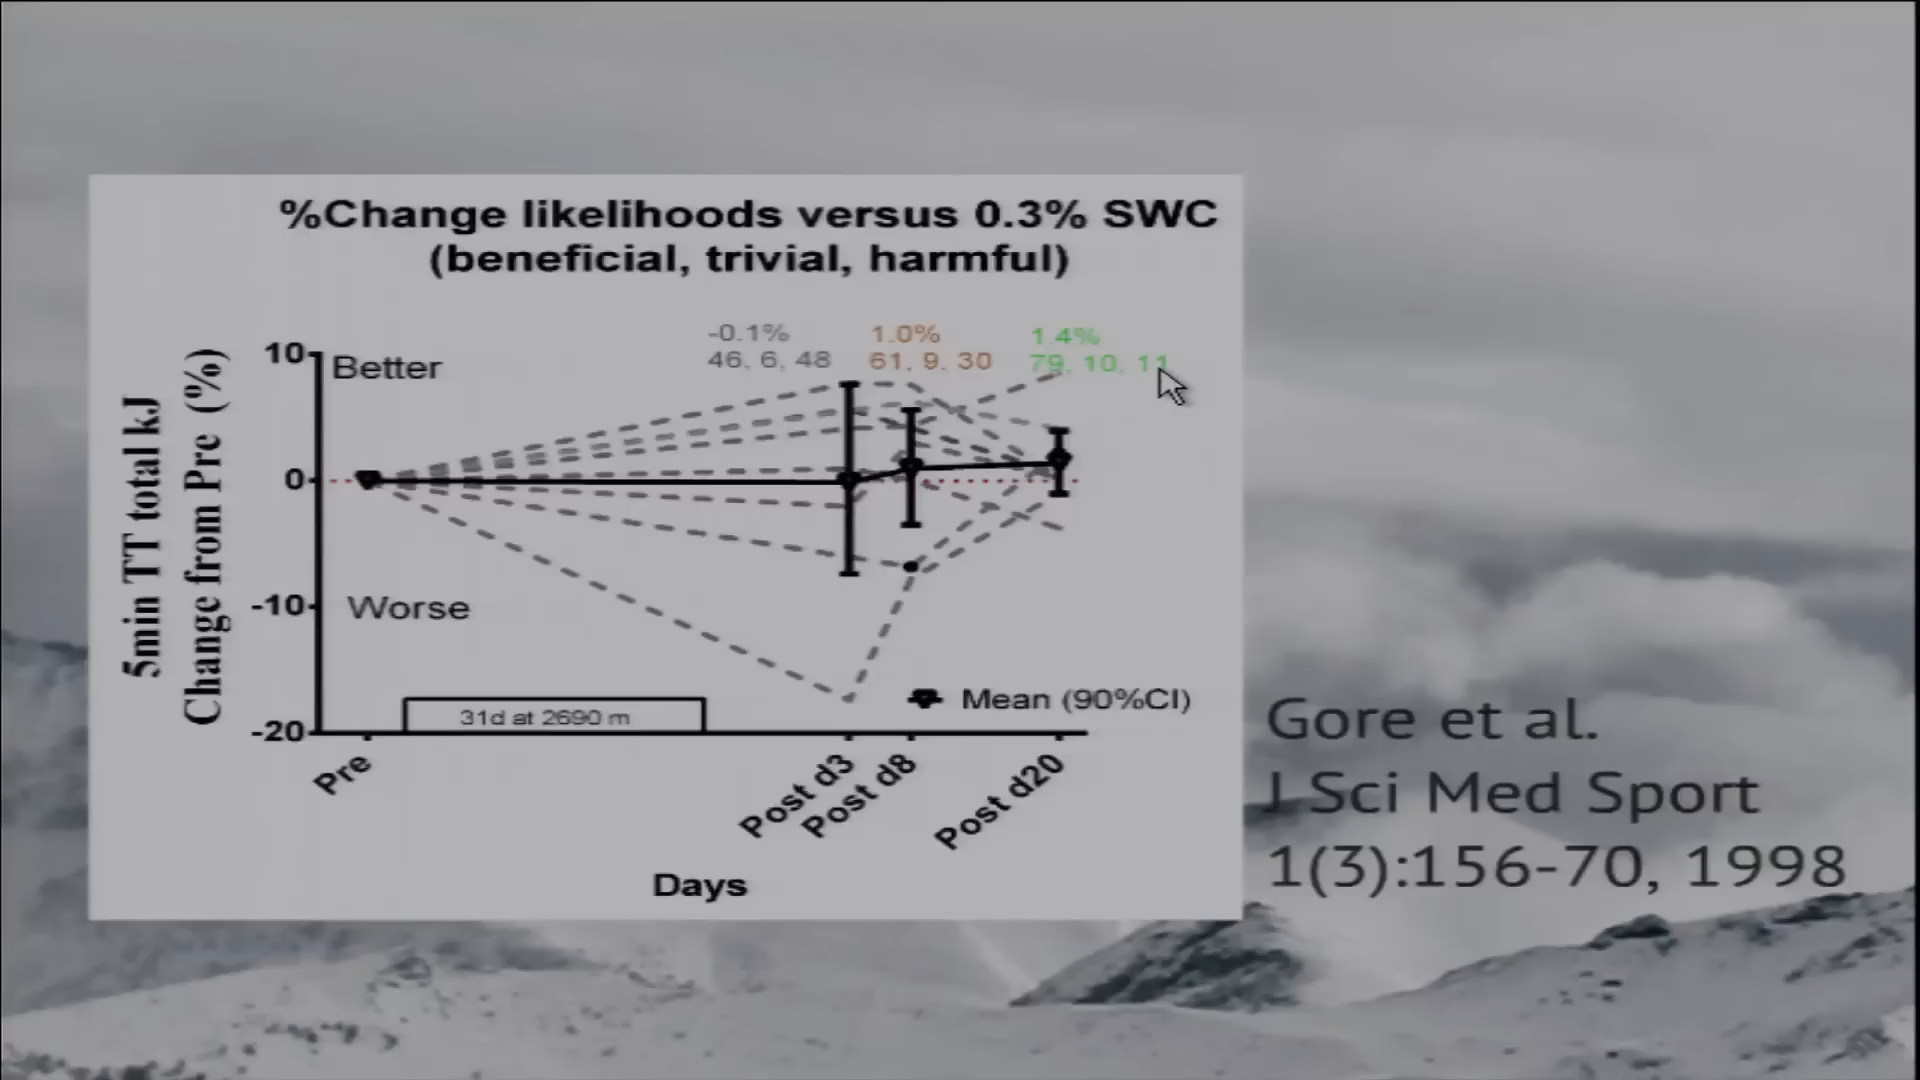 %Change likelihoods versus 0.3% SWC
(beneficial, trivial, harmful)
-0.1%
46, 6, 48
1.0%
61, 9, 30
1.4%
79, 10, 11
5min TT total kJ
Change from Pre (%)
10
0
-10
-20
Better
Worse
31d at 2690 m
Mean (90%CI)
Pre
Post d3
Post d8
Post d20
Days
Gore et al.
J Sci Med Sport
1(3):156-70, 1998